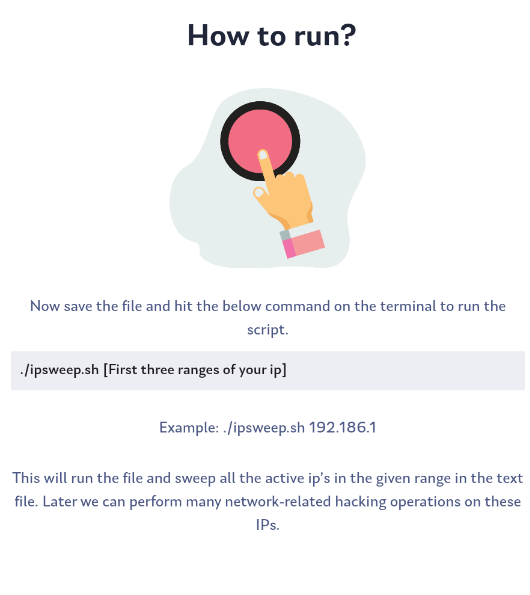 How to run?
Now save the file and hit the below command on the terminal to run the
script.
./ipsweep.sh [First three ranges of your ip]
Example: ./ipsweep.sh 192.186.1
This will run the file and sweep all the active ip's in the given range in the text
file. Later we can perform many network-related hacking operations on these
IPs.